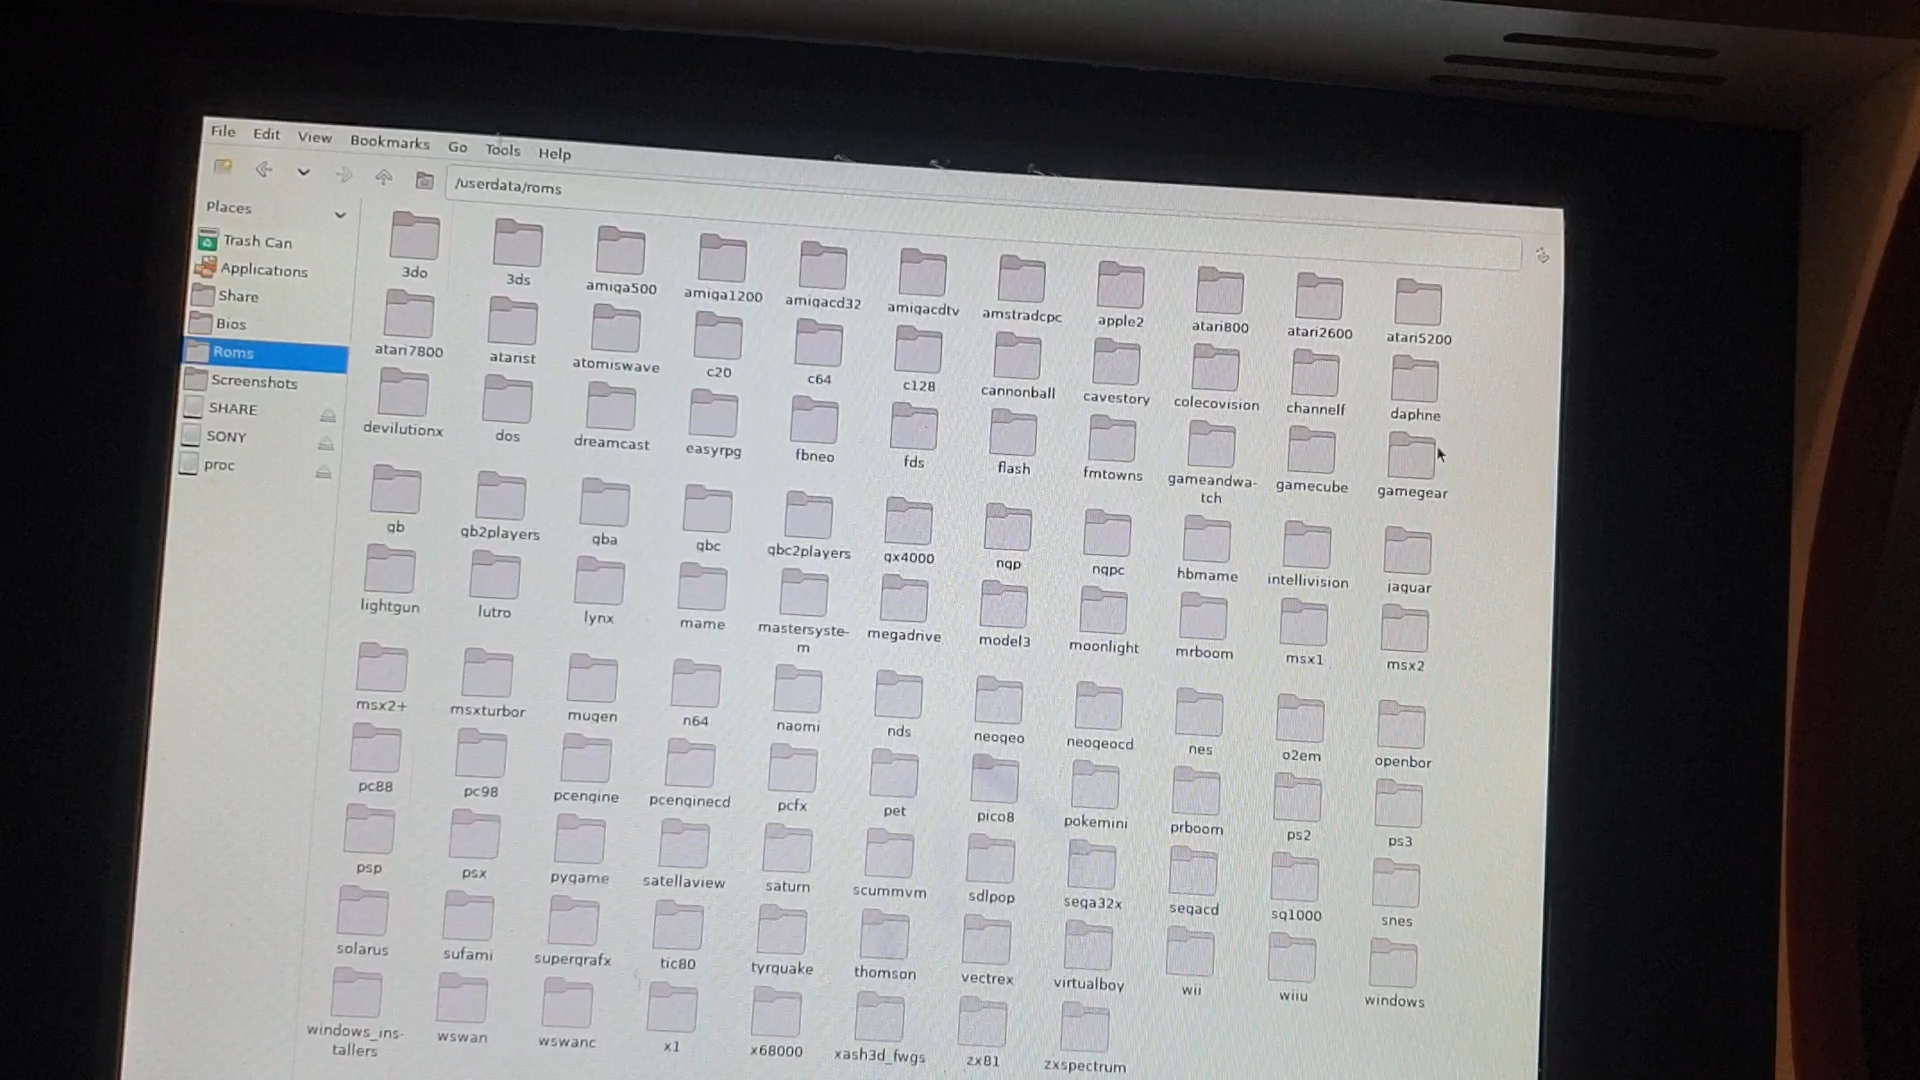 File Edit View Bookmarks Go Tools Help
/userdata/roms
Places
Trash Can
Applications
Share
Bios
Roms
Screenshots
SHARE
SONY
proc
3do 3ds amiga500 amiga1200 amigacd32 amigacdtv amstradcpc apple2 atari800 atari2600 atari5200
atari7800 atarist atomiswave c20 c64 c128 cannonball cavestory colecovision channelf daphne
devilutionx dos dreamcast easyrpg fbneo fds flash fmtowns gameandwa-
tch gamecube gamegear
gb gb2players gba gbc gbc2players gx4000 ngp ngpc hbmame intellivision jaguar
lightgun lutro lynx mame mastersyste-
m megadrive model3 moonlight mrboom msx1 msx2
msx2+ msxturbor mugen n64 naomi nds neogeo neogeocd nes o2em openbor
pc88 pc98 pcengine pcenginecd pcfx pet pico8 pokemini prboom ps2 ps3
psp psx pygame satellaview saturn scummvm sdlpop sega32x segacd sg1000 snes
solarus sufami supergrafx tic80 tyrquake thomson vectrex virtualboy wii wiiu windows
windows_ins-
tallers wswan wswanc x1 x68000 xash3d_fwgs zx81 zxspectrum